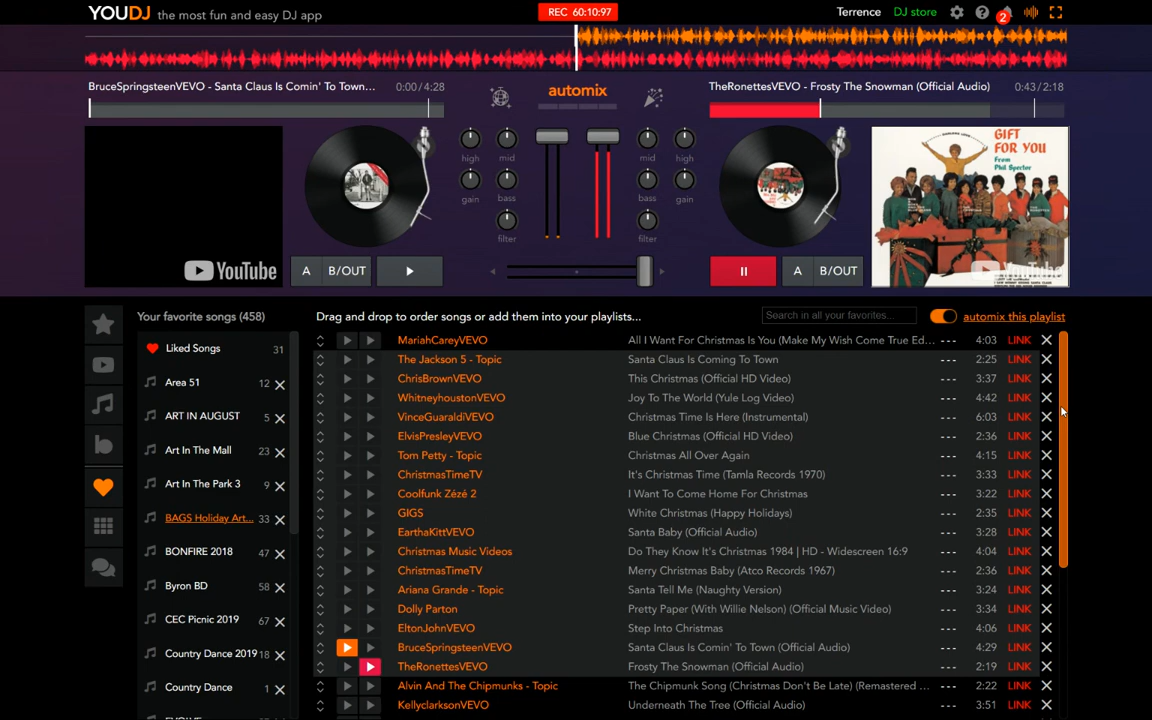 YOUDJ the most fun and easy DJ app
REC 60:10:97
Terrence DJ store
2
BruceSpringsteenVEVO - Santa Claus Is Comin' To Town... 0:00/4:28
automix
TheRonettesVEVO - Frosty The Snowman (Official Audio) 0:43/2:18
high mid mid high
gain bass bass gain
filter filter
YouTube
A B/OUT
A B/OUT
GIFT
FOR YOU
From
Phil Spector
Your favorite songs (458)
Drag and drop to order songs or add them into your playlists...
Search in all your favorites...
automix this playlist
Liked Songs 31
Area 51 12
ART IN AUGUST 5
Art In The Mall 23
Art In The Park 3 9
BAGS Holiday Art... 33
BONFIRE 2018 47
Byron BD 58
CEC Picnic 2019 67
Country Dance 2019 18
Country Dance 1
MariahCareyVEVO All I Want For Christmas Is You (Make My Wish Come True Ed... --- 4:03 LINK
The Jackson 5 - Topic Santa Claus Is Coming To Town --- 2:25 LINK
ChrisBrownVEVO This Christmas (Official HD Video) --- 3:37 LINK
WhitneyhoustonVEVO Joy To The World (Yule Log Video) --- 4:42 LINK
VinceGuaraldiVEVO Christmas Time Is Here (Instrumental) --- 6:03 LINK
ElvisPresleyVEVO Blue Christmas (Official HD Video) --- 2:36 LINK
Tom Petty - Topic Christmas All Over Again --- 4:15 LINK
ChristmasTimeTV It's Christmas Time (Tamla Records 1970) --- 3:33 LINK
Coolfunk Zézé 2 I Want To Come Home For Christmas --- 3:22 LINK
GIGS White Christmas (Happy Holidays) --- 2:35 LINK
EarthaKittVEVO Santa Baby (Official Audio) --- 3:28 LINK
Christmas Music Videos Do They Know It's Christmas 1984 | HD - Widescreen 16:9 --- 4:04 LINK
ChristmasTimeTV Merry Christmas Baby (Atco Records 1967) --- 2:36 LINK
Ariana Grande - Topic Santa Tell Me (Naughty Version) --- 3:24 LINK
Dolly Parton Pretty Paper (With Willie Nelson) (Official Music Video) --- 3:34 LINK
EltonJohnVEVO Step Into Christmas --- 4:06 LINK
BruceSpringsteenVEVO Santa Claus Is Comin' To Town (Official Audio) --- 4:29 LINK
TheRonettesVEVO Frosty The Snowman (Official Audio) --- 2:19 LINK
Alvin And The Chipmunks - Topic The Chipmunk Song (Christmas Don't Be Late) (Remastered ... --- 2:22 LINK
KellyclarksonVEVO Underneath The Tree (Official Audio) --- 3:51 LINK